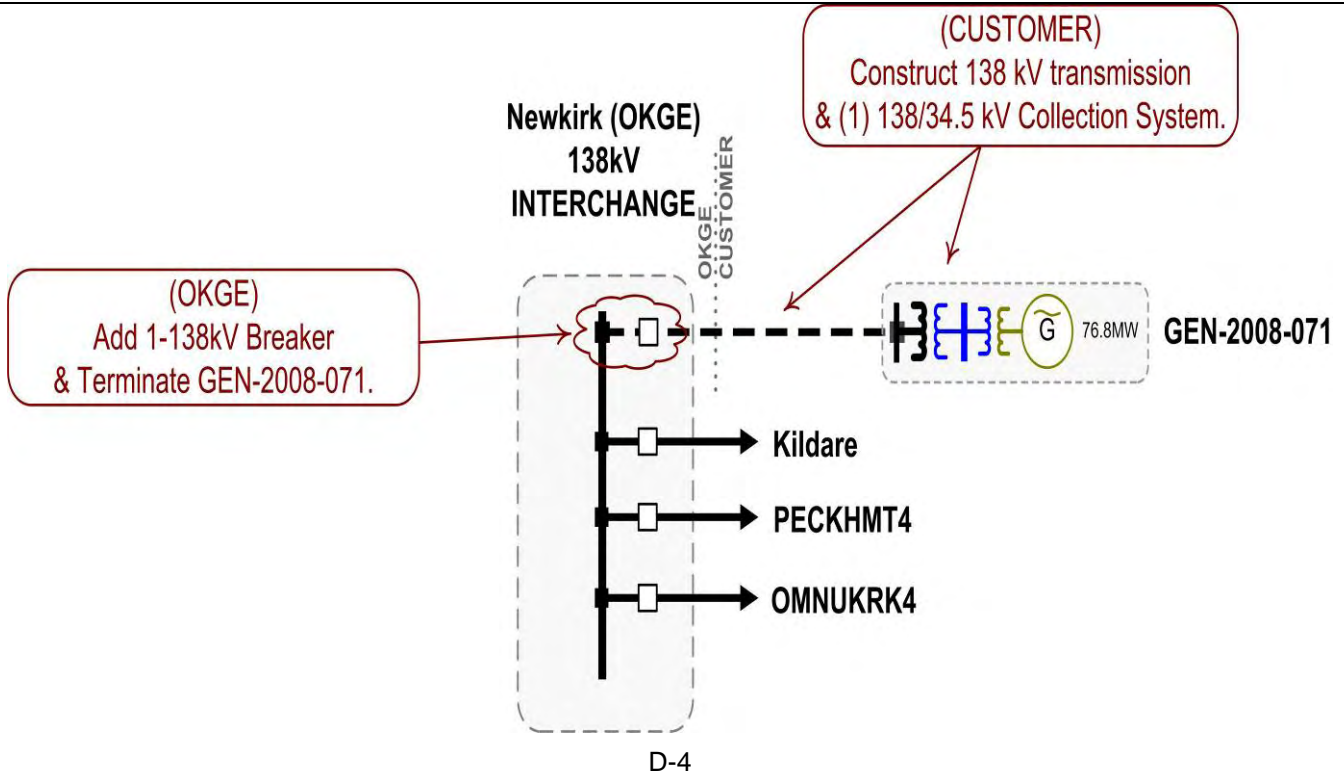 (CUSTOMER)
Construct 138 kV transmission
& (1) 138/34.5 kV Collection System.
Newkirk (OKGE)
138kV
INTERCHANGE
OKGE
CUSTOMER
(OKGE)
Add 1-138kV Breaker
& Terminate GEN-2008-071.
G
76.8MW
GEN-2008-071
Kildare
PECKHMT4
OMNUKRK4
D-4